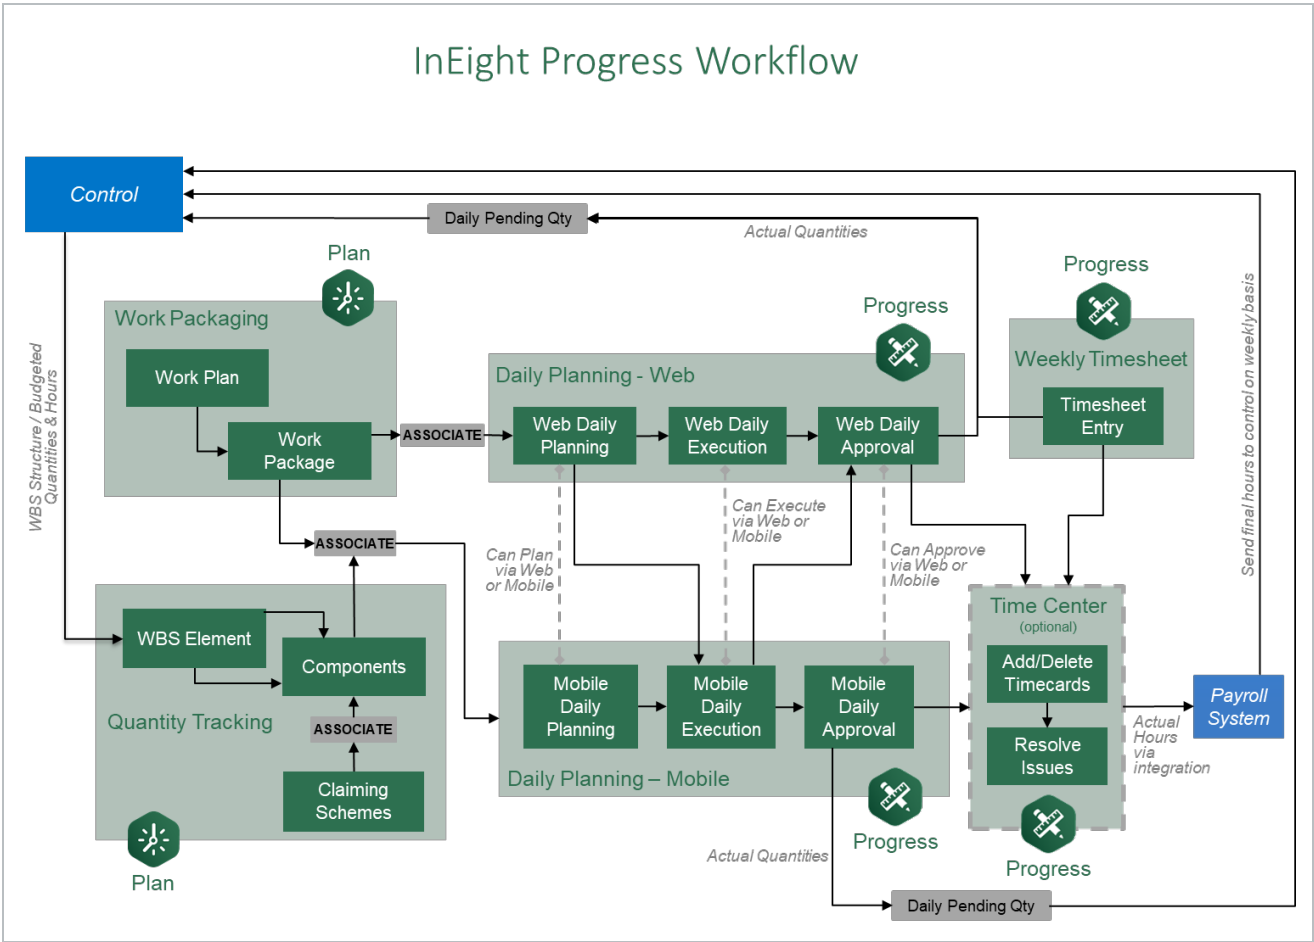 InEight Progress Workflow
Control
Daily Pending Qty
Actual Quantities
Plan
Work Packaging
Work Plan
Work
Package
ASSOCIATE
WBS Structure / Budgeted
Quantities & Hours
Progress
Daily Planning - Web
Web Daily
Planning
Web Daily
Execution
Web Daily
Approval
Progress
Weekly Timesheet
Timesheet
Entry
Send final hours to control on weekly basis
ASSOCIATE
Can Plan
via Web
or Mobile
Can Execute
via Web or
Mobile
Can Approve
via Web or
Mobile
WBS Element
Components
Quantity Tracking
ASSOCIATE
Claiming
Schemes
Plan
Mobile
Daily
Planning
Mobile
Daily
Execution
Mobile
Daily
Approval
Daily Planning – Mobile
Progress
Time Center
(optional)
Add/Delete
Timecards
Resolve
Issues
Progress
Actual
Hours
via
integration
Payroll
System
Actual Quantities
Daily Pending Qty